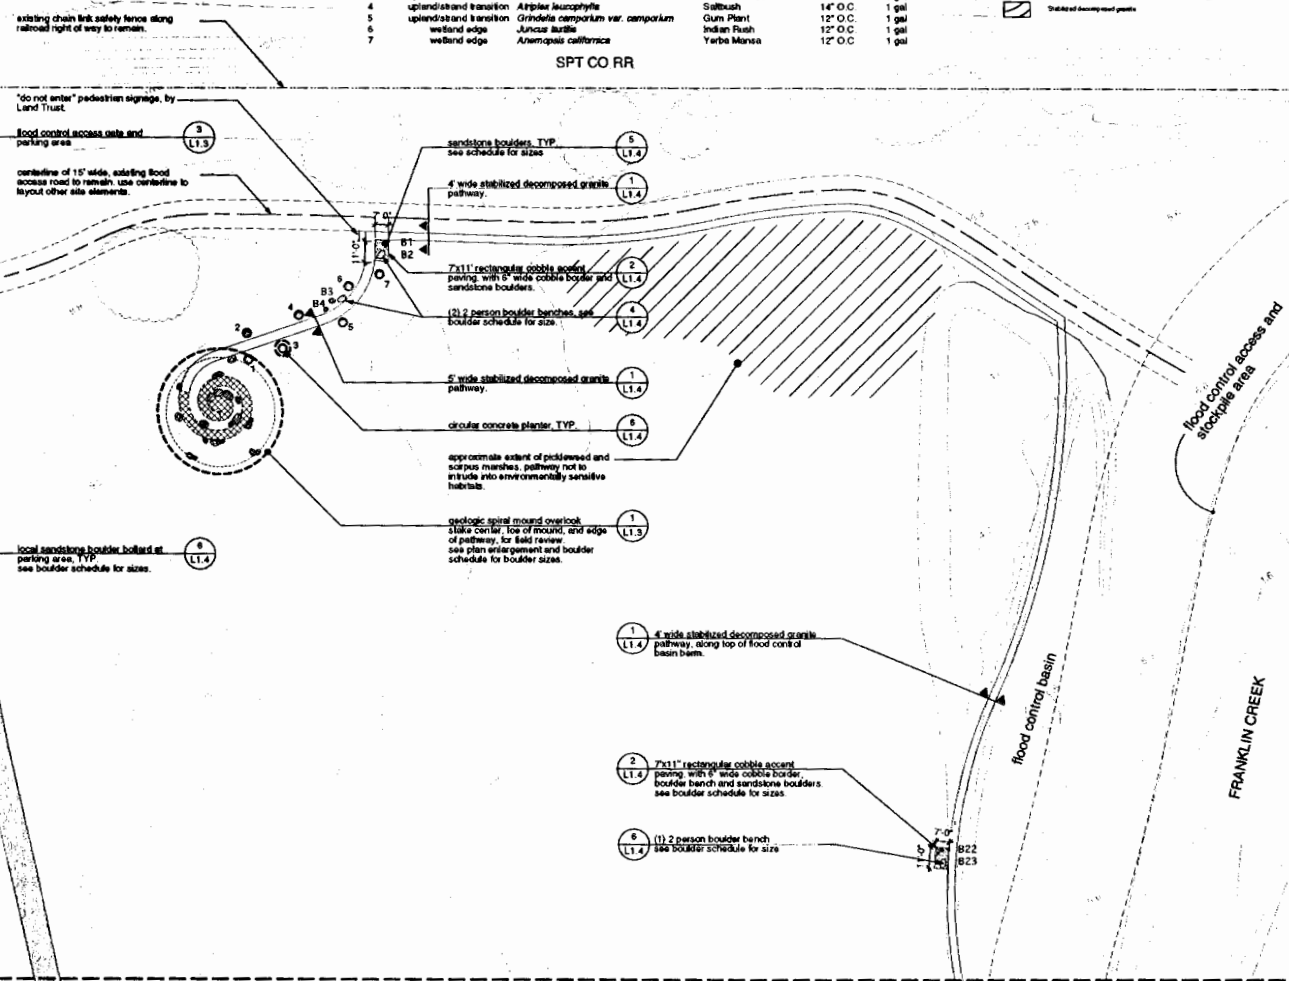 4 upland/strand transition Atriplex leucophylla Saltbush 14" O.C. 1 gal
5 upland/strand transition Grindelia camporium var. camporium Gum Plant 12" O.C. 1 gal
6 wetland edge Juncus textilis Indian Rush 12" O.C. 1 gal
7 wetland edge Anemopsis californica Yerba Mansa 12" O.C. 1 gal
Stabilized decomposed granite
existing chain link safety fence along
railroad right of way to remain.
SPT CO RR
"do not enter" pedestrian signage, by
Land Trust.
flood control access gate and
parking area
3
L1.3
centerline of 15' wide, existing flood
access road to remain. use centerline to
layout other site elements.
sandstone boulders, TYP.
see schedule for sizes
5
L1.4
4' wide stabilized decomposed granite
pathway.
1
L1.4
7'-0"
11'-0"
B1
B2
7'x11' rectangular cobble accent
paving, with 6" wide cobble border and
sandstone boulders.
2
L1.4
7
6
B3
B4
4
5
2
3
(2) 2 person boulder benches, see
boulder schedule for size.
4
L1.4
5' wide stabilized decomposed granite
pathway.
1
L1.4
circular concrete planter, TYP.
6
L1.4
approximate extent of pickleweed and
scirpus marshes, pathway not to
intrude into environmentally sensitive
habitats.
geologic spiral mound overlook
stake center, toe of mound, and edge
of pathway, for field review.
see plan enlargement and boulder
schedule for boulder sizes.
1
L1.3
local sandstone boulder bollard at
parking area, TYP.
see boulder schedule for sizes.
6
L1.4
flood control access and
stockpile area
1
L1.4
4' wide stabilized decomposed granite
pathway, along top of flood control
basin berm.
flood control basin
FRANKLIN CREEK
2
L1.4
7'x11" rectangular cobble accent
paving, with 6" wide cobble border,
boulder bench and sandstone boulders.
see boulder schedule for sizes.
6
L1.4
(1) 2 person boulder bench
see boulder schedule for size
7'-0"
11'-0"
B22
B23